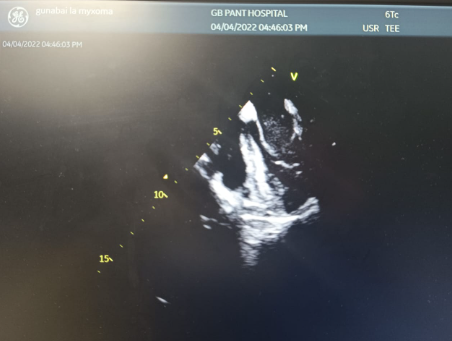 gunabai la myxoma
GB PANT HOSPITAL
6Tc
04/04/2022 04:46:03 PM
USR TEE
04/04/2022 04:46:03 PM
V
5
10
15